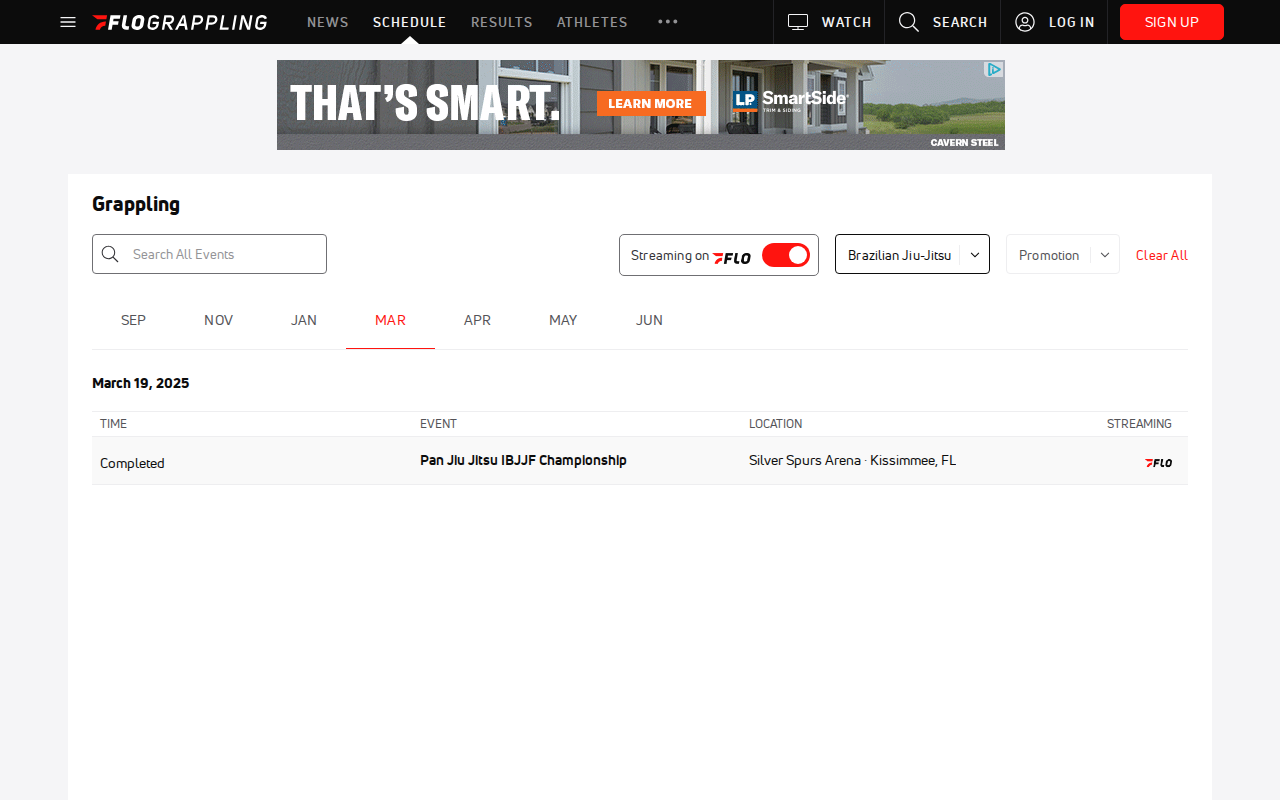 FLOGRAPPLING NEWS SCHEDULE RESULTS ATHLETES ••• WATCH SEARCH LOG IN SIGN UP
THAT'S SMART. LEARN MORE LP SmartSide TRIM & SIDING
CAVERN STEEL
Grappling
Search All Events Streaming on FLO Brazilian Jiu-Jitsu Promotion Clear All
SEP NOV JAN MAR APR MAY JUN
March 19, 2025
TIME EVENT LOCATION STREAMING
Completed Pan Jiu Jitsu IBJJF Championship Silver Spurs Arena · Kissimmee, FL FLO